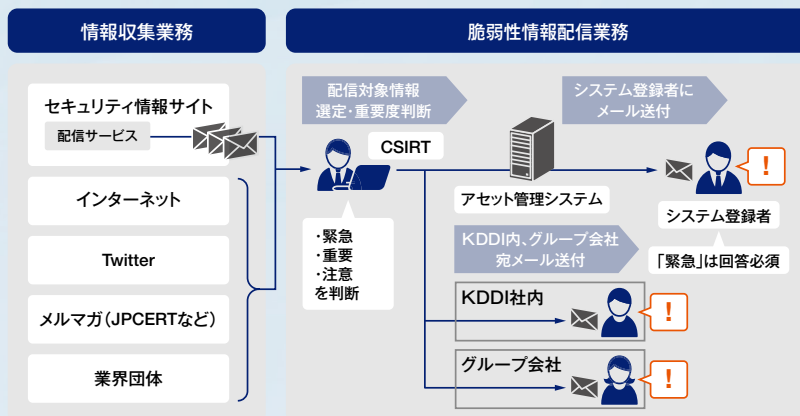 情報収集業務
脆弱性情報配信業務
セキュリティ情報サイト
配信サービス
インターネット
Twitter
メルマガ(JPCERTなど)
業界団体
配信対象情報
選定・重要度判断
システム登録者に
メール送付
CSIRT
・緊急
・重要
・注意
を判断
アセット管理システム
!
システム登録者
「緊急」は回答必須
KDDI内、グループ会社
宛メール送付
KDDI社内
!
グループ会社
!